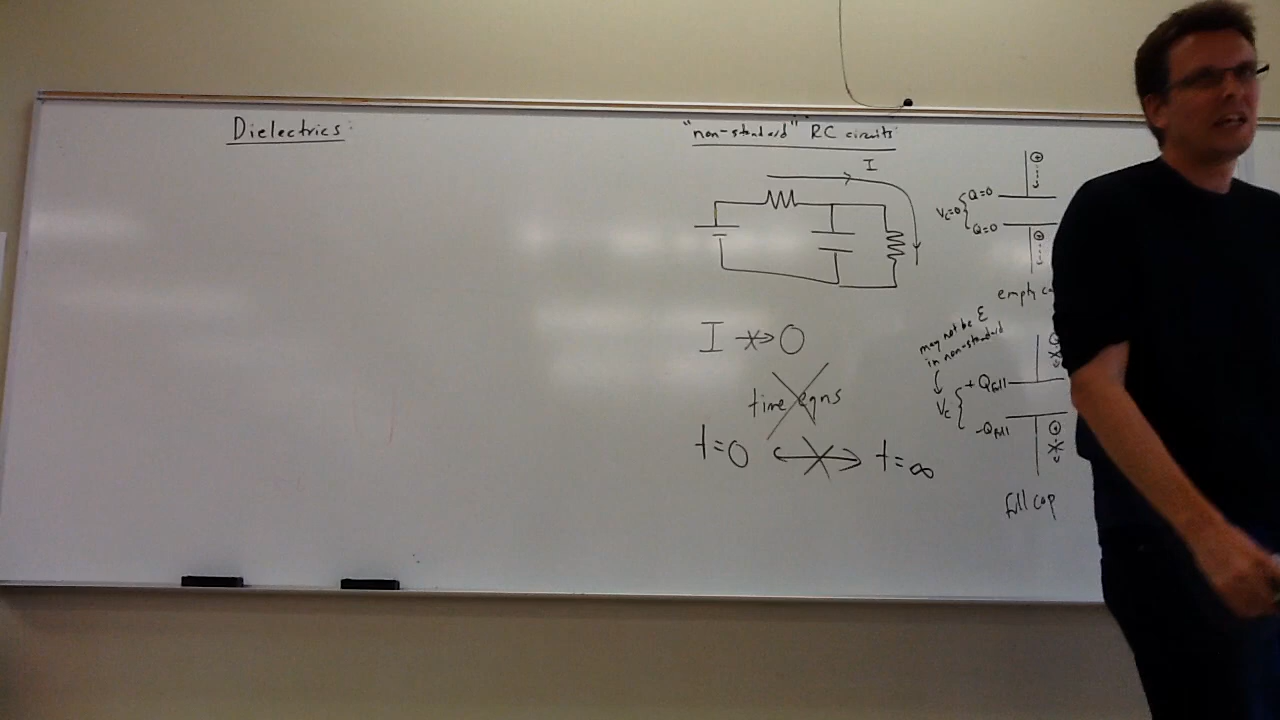 Dielectrics:
"non-standard" RC circuits:
I
I → 0
time eqns
t=0 ↔ t=∞
Q=0
Vc=0
Q=0
empty
may not be ε
in non-standard
+Qfull
Vc
-Qfull
full cap